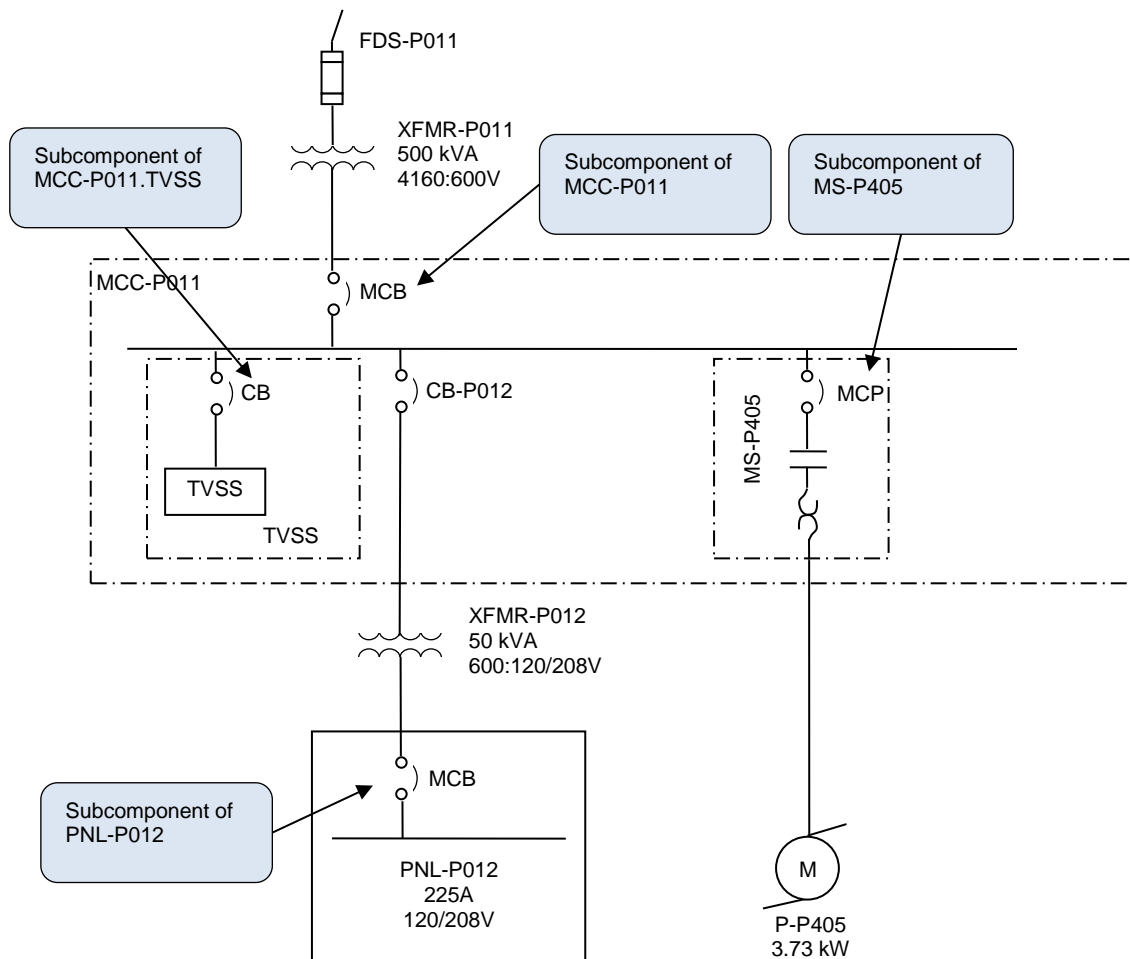 FDS-P011
XFMR-P011
500 kVA
4160:600V
Subcomponent of
MCC-P011.TVSS
Subcomponent of
MCC-P011
Subcomponent of
MS-P405
MCC-P011
MCB
CB
CB-P012
MCP
MS-P405
TVSS
TVSS
XFMR-P012
50 kVA
600:120/208V
MCB
Subcomponent of
PNL-P012
PNL-P012
225A
120/208V
M
P-P405
3.73 kW